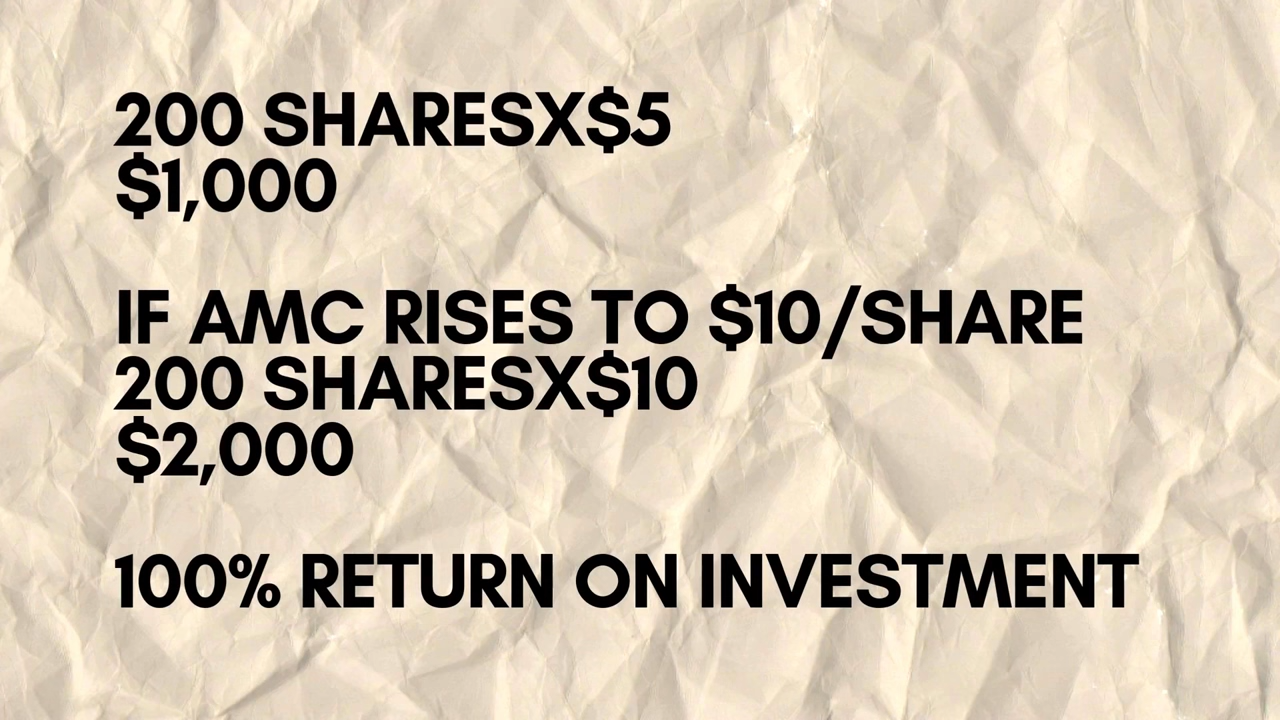 200 SHARESX$5
$1,000
IF AMC RISES TO $10/SHARE
200 SHARESX$10
$2,000
100% RETURN ON INVESTMENT